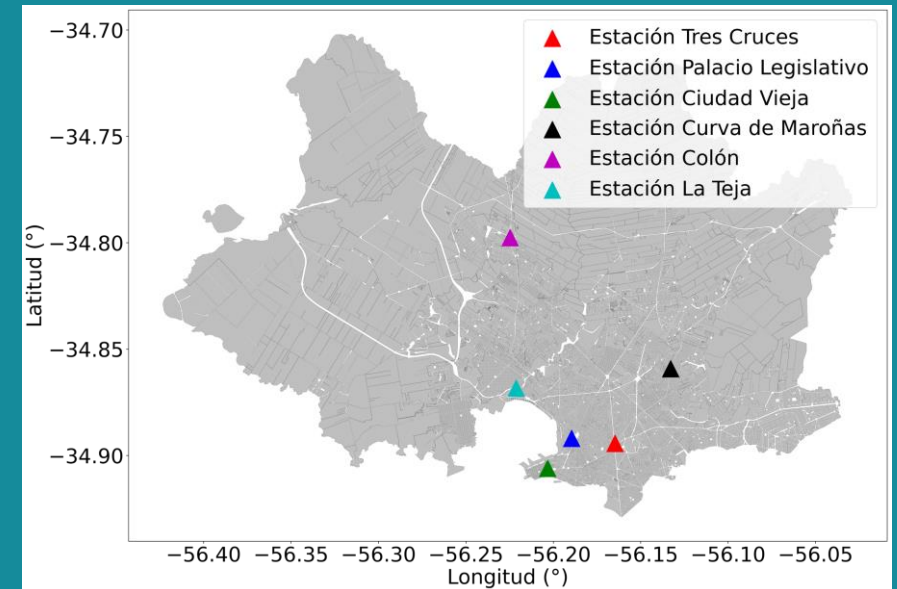 Estación Tres Cruces
Estación Palacio Legislativo
Estación Ciudad Vieja
Estación Curva de Maroñas
Estación Colón
Estación La Teja
−34.70
−34.75
−34.80
−34.85
−34.90
Latitud (°)
−56.40 −56.35 −56.30 −56.25 −56.20 −56.15 −56.10 −56.05
Longitud (°)